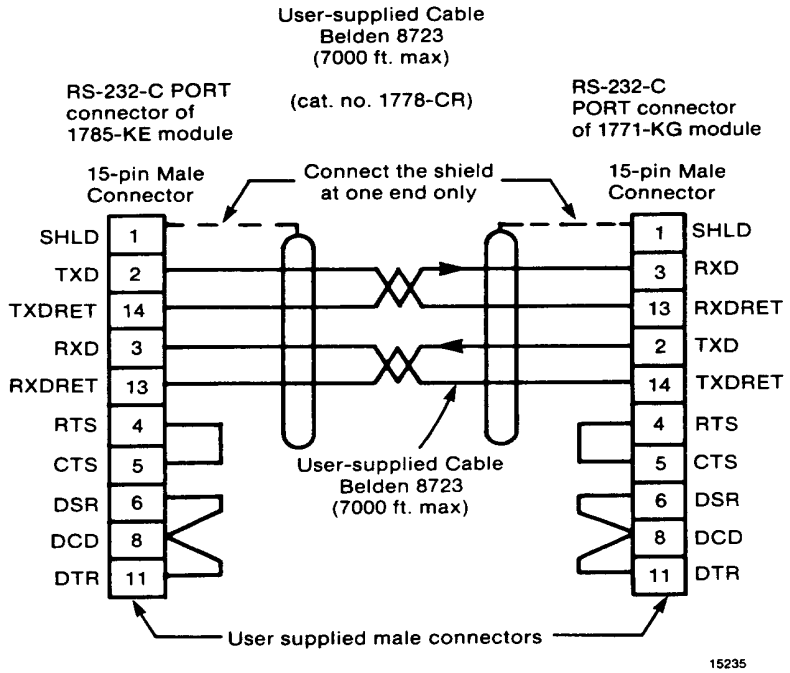 User-supplied Cable
Belden 8723
(7000 ft. max)
(cat. no. 1778-CR)
RS-232-C PORT
connector of
1785-KE module
RS-232-C
PORT connector
of 1771-KG module
15-pin Male
Connector
Connect the shield
at one end only
15-pin Male
Connector
SHLD 1
TXD 2
TXDRET 14
RXD 3
RXDRET 13
RTS 4
CTS 5
DSR 6
DCD 8
DTR 11
1 SHLD
3 RXD
13 RXDRET
2 TXD
14 TXDRET
4 RTS
5 CTS
6 DSR
8 DCD
11 DTR
User-supplied Cable
Belden 8723
(7000 ft. max)
User supplied male connectors
15235